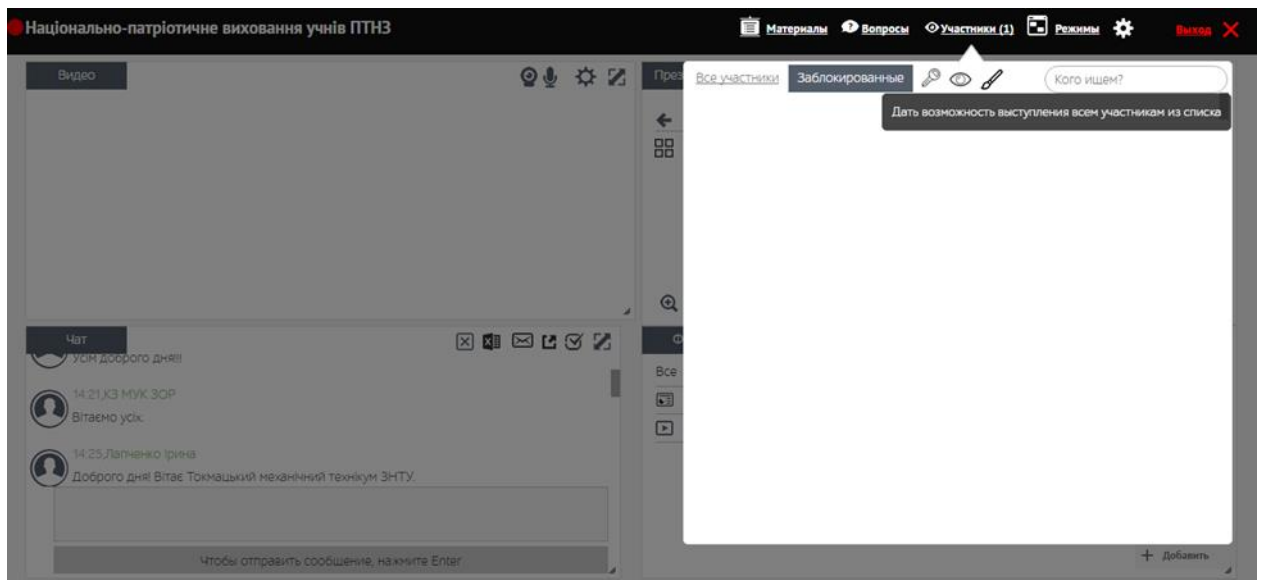 Національно-патріотичне виховання учнів ПТНЗ
Материалы Вопросы Участники (1) Режимы Выход
Видео
През
Все участники Заблокированные Кого ищем?
Дать возможность выступления всем участникам из списка
Чат
Усім доброго дня!!!
14:21,КЗ МУК ЗОР
Вітаємо усіх.
14:25,Лапченко Ірина
Доброго дня! Вітає Токмацький механічний технікум ЗНТУ.
Чтобы отправить сообщение, нажмите Enter
Ф
Все
+ Добавить